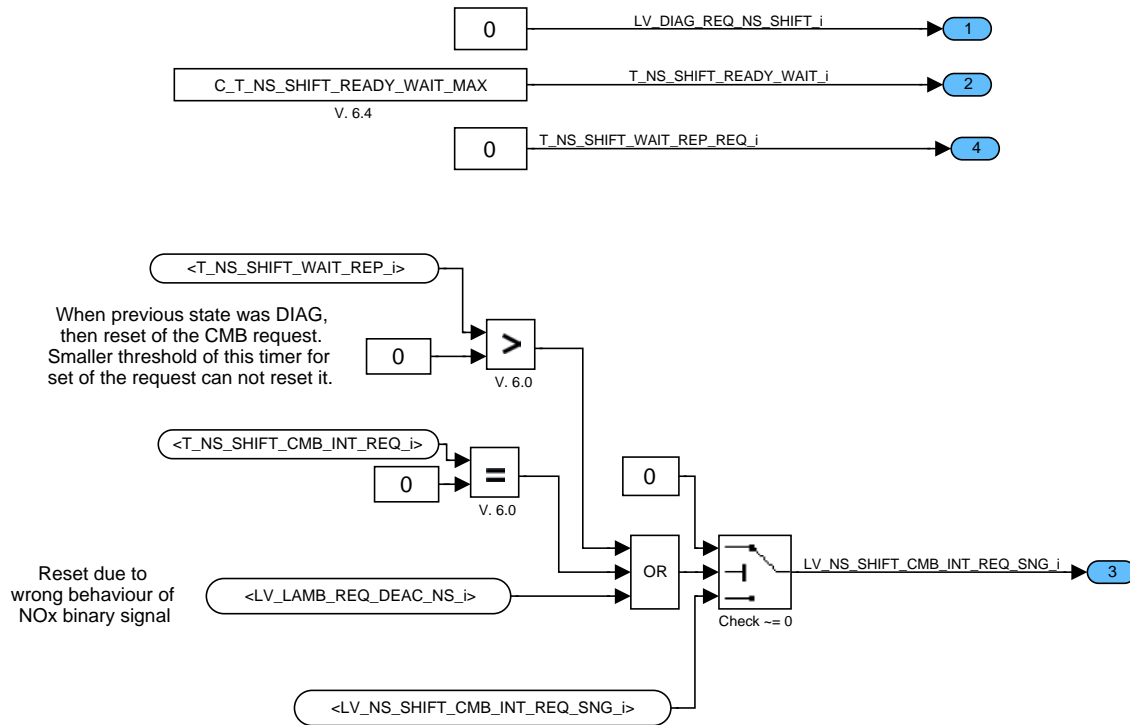 0
LV_DIAG_REQ_NS_SHIFT_i
1
C_T_NS_SHIFT_READY_WAIT_MAX
T_NS_SHIFT_READY_WAIT_i
2
V. 6.4
0
T_NS_SHIFT_WAIT_REP_REQ_i
4
<T_NS_SHIFT_WAIT_REP_i>
When previous state was DIAG,
then reset of the CMB request.
Smaller threshold of this timer for
set of the request can not reset it.
0
>
V. 6.0
<T_NS_SHIFT_CMB_INT_REQ_i>
0
=
V. 6.0
0
Reset due to
wrong behaviour of
NOx binary signal
<LV_LAMB_REQ_DEAC_NS_i>
OR
LV_NS_SHIFT_CMB_INT_REQ_SNG_i
3
Check ~= 0
<LV_NS_SHIFT_CMB_INT_REQ_SNG_i>